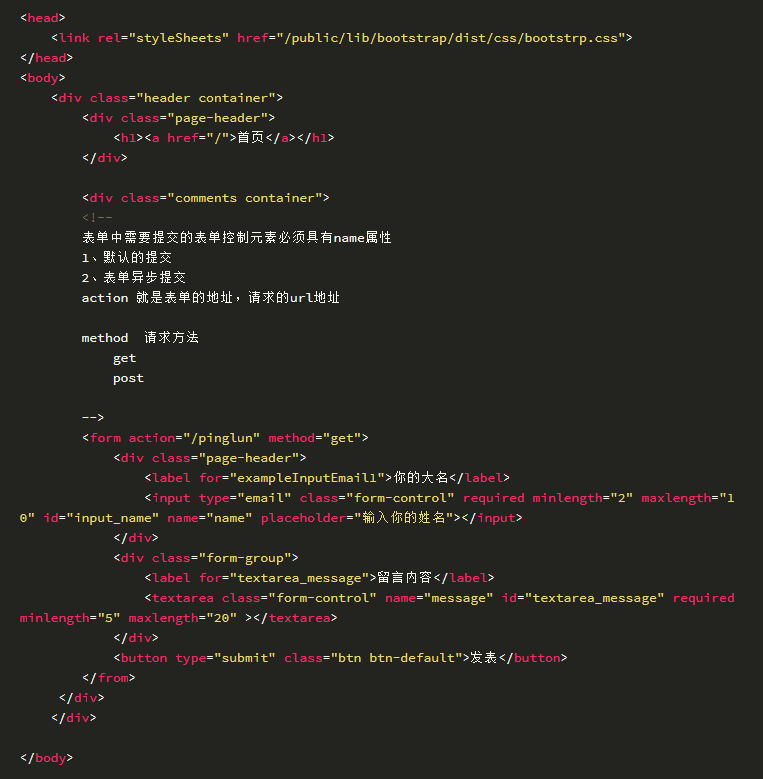 <head>
    <link rel="styleSheets" href="/public/lib/bootstrap/dist/css/bootstrp.css">
</head>
<body>
    <div class="header container">
        <div class="page-header">
            <h1><a href="/">首页</a></h1>
        </div>

        <div class="comments container">
        <!--
        表单中需要提交的表单控制元素必须具有name属性
        1、默认的提交
        2、表单异步提交
        action 就是表单的地址，请求的url地址

        method  请求方法
            get
            post

        -->
        <form action="/pinglun" method="get">
            <div class="page-header">
                <label for="exampleInputEmail1">你的大名</label>
                <input type="email" class="form-control" required minlength="2" maxlength="1
0" id="input_name" name="name" placeholder="输入你的姓名"></input>
            </div>
            <div class="form-group">
                <label for="textarea_message">留言内容</label>
                <textarea class="form-control" name="message" id="textarea_message" required
minlength="5" maxlength="20" ></textarea>
            </div>
            <button type="submit" class="btn btn-default">发表</button>
        </from>
     </div>
    </div>

</body>